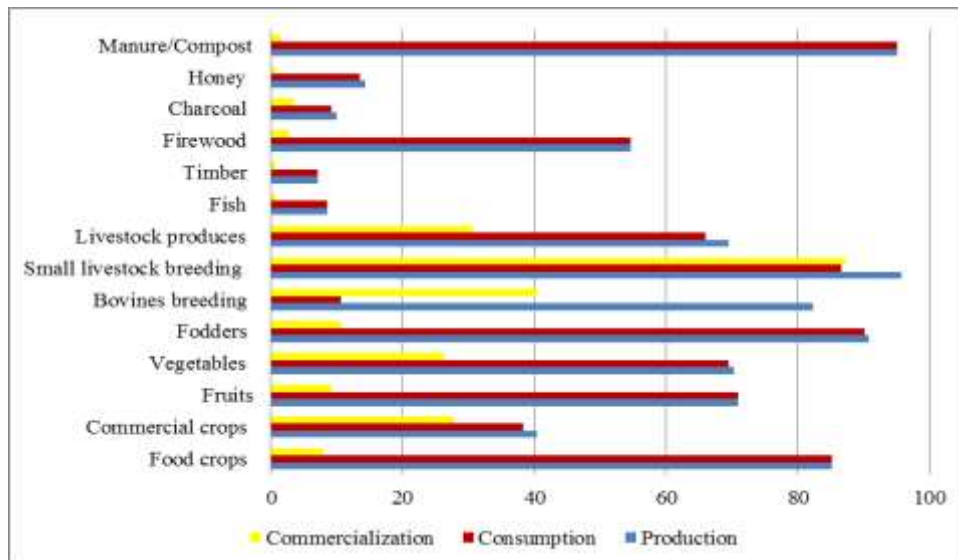 Manure/Compost
Honey
Charcoal
Firewood
Timber
Fish
Livestock produces
Small livestock breeding
Bovines breeding
Fodders
Vegetables
Fruits
Commercial crops
Food crops
0 20 40 60 80 100
Commercialization Consumption Production